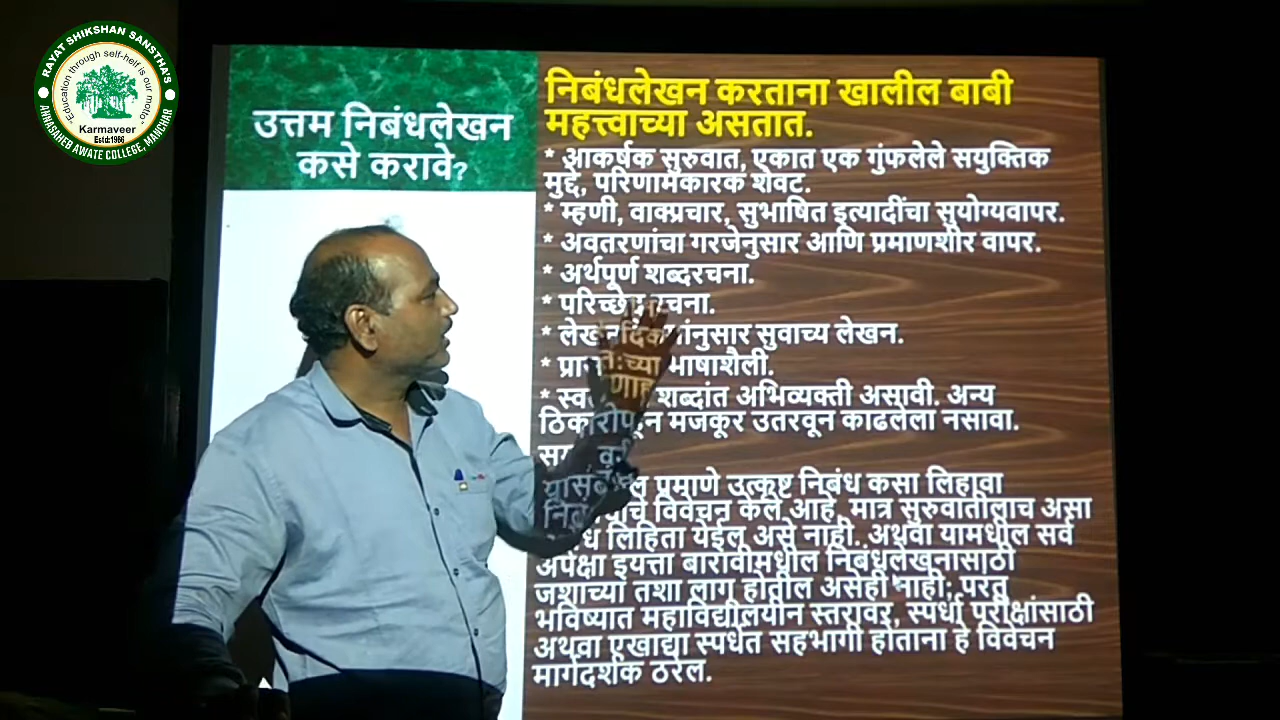 RAYAT SHIKSHAN SANSTHA'S
"Education through self-help is our motto"
Karmaveer
Estd:1986
ANNASAHEB AWATE COLLEGE, MANCHAR
उत्तम निबंधलेखन
कसे करावे?
निबंधलेखन करताना खालील बाबी
महत्त्वाच्या असतात.
* आकर्षक सुरुवात, एकात एक गुंफलेले सयुक्तिक
मुद्दे, परिणामकारक शेवट.
* म्हणी, वाक्प्रचार, सुभाषित इत्यादींचा सुयोग्यवापर.
* अवतरणांचा गरजेनुसार आणि प्रमाणशीर वापर.
* अर्थपूर्ण शब्दरचना.
* परिच्छेद रचना.
* सुवाच्य लेखन.
* भाषाशैली.
* शब्दांत अभिव्यक्ती असावी. अन्य
मजकूर उतरवून काढलेला नसावा.
प्रमाणे उत्कृष्ट निबंध कसा लिहावा
विवेचन केले आहे, मात्र सुरुवातीलाच असा
लिहिता येईल असे नाही..अथवा यामधील सर्व
अपेक्षा इयत्ता बारावीमधील निबंधलेखनासाठी
जशाच्या तशा लागू होतील असेही नाही; परंतु
भविष्यात महाविद्यालयीन स्तरावर, स्पर्धा परीक्षांसाठी
अथवा एखाद्या स्पर्धेत सहभागी होताना हे विवेचन
मार्गदर्शक ठरेल.